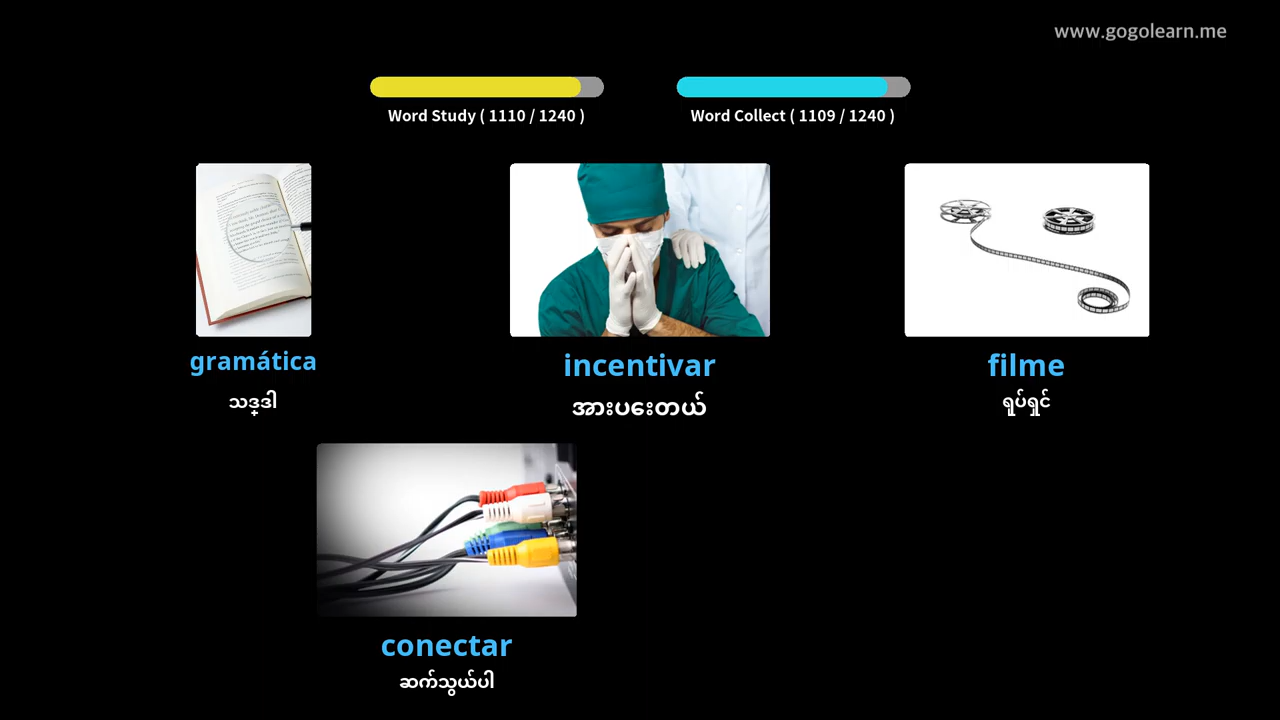 www.gogolearn.me
Word Study ( 1110 / 1240 )
Word Collect ( 1109 / 1240 )
gramática
သဒ္ဒါ
incentivar
အားပေးတယ်
filme
ရုပ်ရှင်
conectar
ဆက်သွယ်ပါ